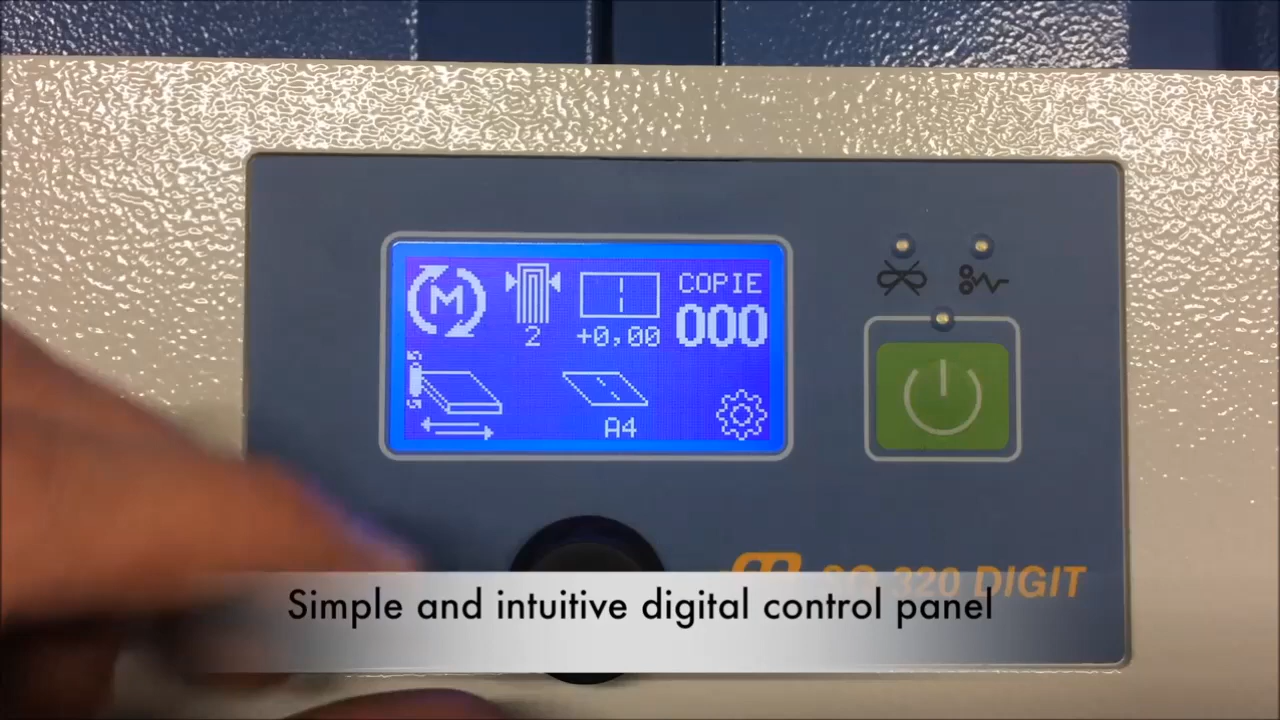 M
COPIE
000
2
+0,00
A4
320 DIGIT
Simple and intuitive digital control panel